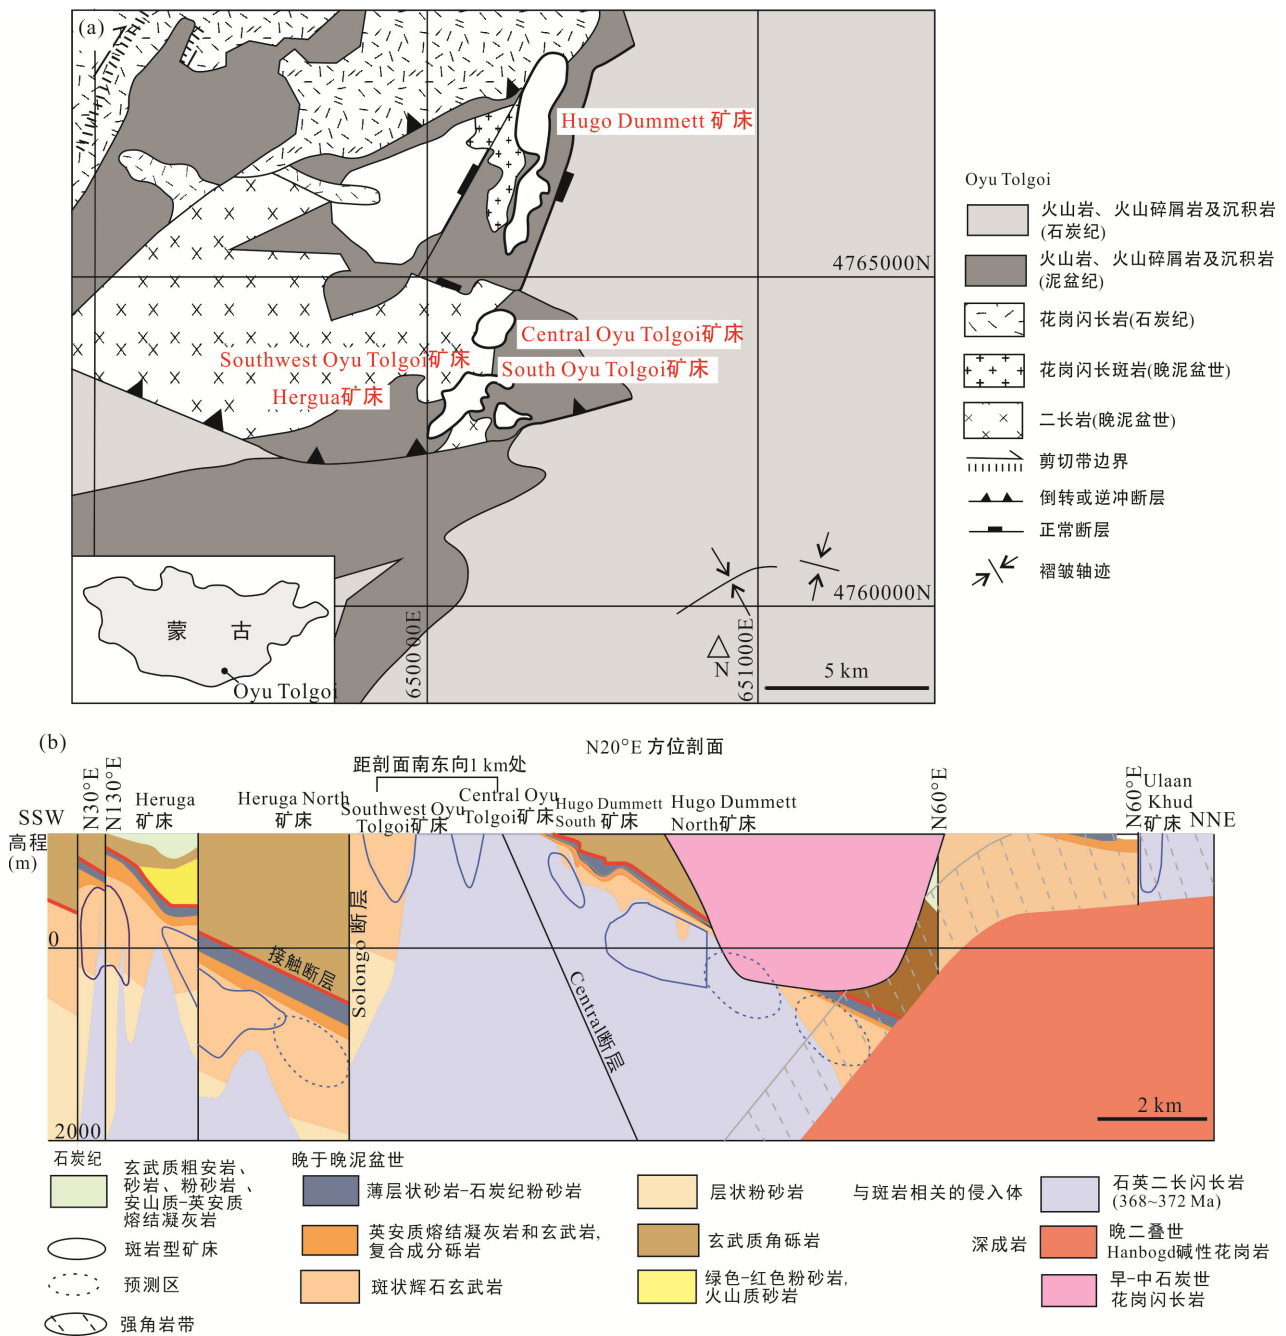 (a)
Hugo Dummett 矿床
4765000N
Central Oyu Tolgoi矿床
Southwest Oyu Tolgoi矿床
South Oyu Tolgoi矿床
Hergua矿床
4760000N
650000E
651000E
N
5 km
蒙 古
Oyu Tolgoi
Oyu Tolgoi
火山岩、火山碎屑岩及沉积岩
(石炭纪)
火山岩、火山碎屑岩及沉积岩
(泥盆纪)
花岗闪长岩(石炭纪)
花岗闪长斑岩(晚泥盆世)
二长岩(晚泥盆世)
剪切带边界
倒转或逆冲断层
正常断层
褶皱轴迹
(b)
N20°E 方位剖面
距剖面南东向1 km处
SSW
N30°E
N130°E
Heruga
矿床
Heruga North
矿床
Southwest Oyu
Tolgoi矿床
Central Oyu
Tolgoi矿床
Hugo Dummett
South 矿床
Hugo Dummett
North矿床
N60°E
N60°E
Ulaan
Khud
矿床
NNE
高程
(m)
0
2000
接触断层
Solongo 断层
Central断层
2 km
石炭纪
玄武质粗安岩、
砂岩、粉砂岩、
安山质-英安质
熔结凝灰岩
斑岩型矿床
预测区
强角岩带
晚于晚泥盆世
薄层状砂岩-石炭纪粉砂岩
英安质熔结凝灰岩和玄武岩,
复合成分砾岩
斑状辉石玄武岩
层状粉砂岩
玄武质角砾岩
绿色-红色粉砂岩,
火山质砂岩
与斑岩相关的侵入体
石英二长闪长岩
(368~372 Ma)
深成岩
晚二叠世
Hanbogd碱性花岗岩
早-中石炭世
花岗闪长岩